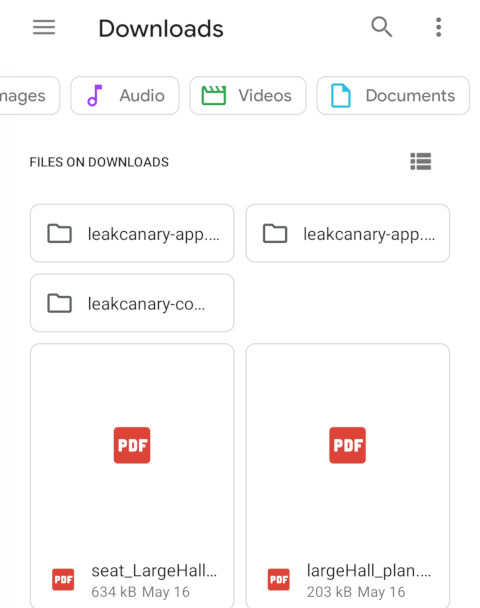 Downloads
mages Audio Videos Documents
FILES ON DOWNLOADS
leakcanary-app.... leakcanary-app....
leakcanary-co...
PDF PDF
PDF seat_LargeHall... PDF largeHall_plan....
634 kB May 16 203 kB May 16